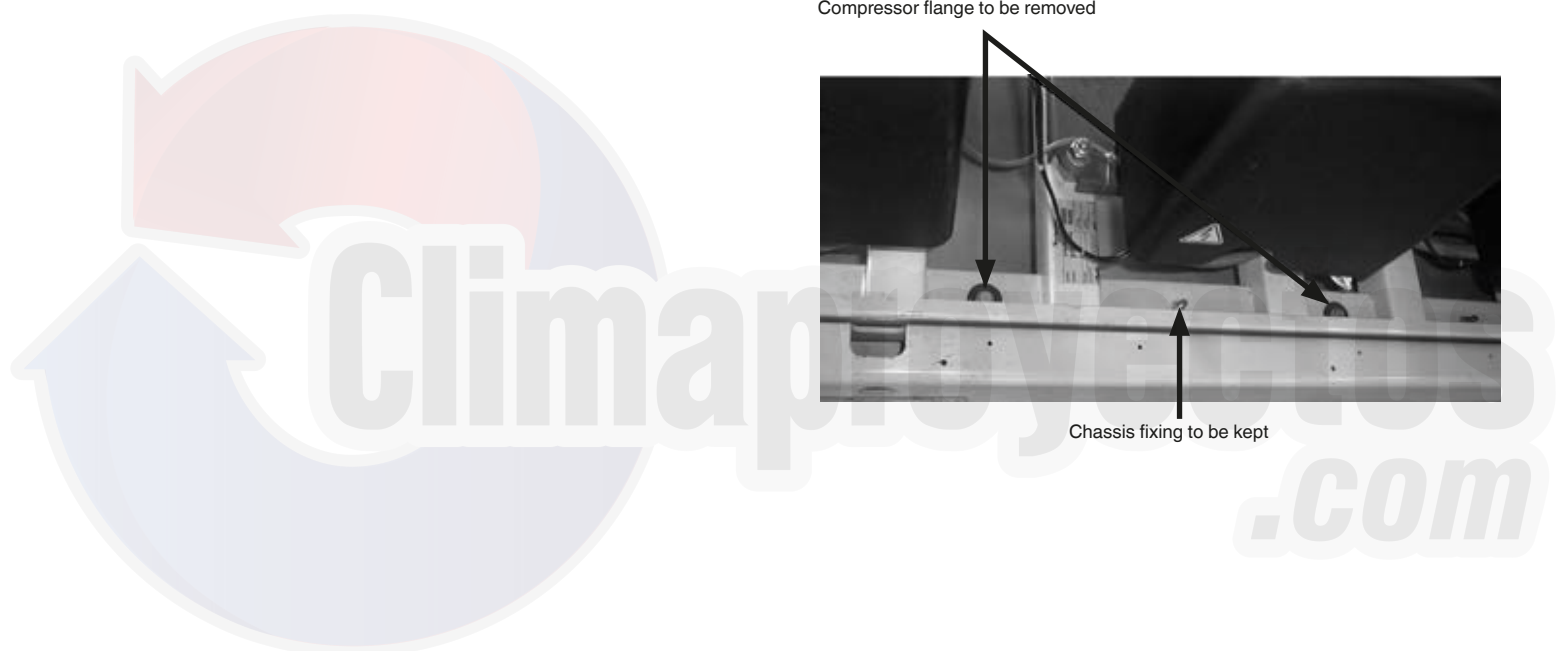 Compressor flange to be removed
Chassis fixing to be kept
Climaproyectos
.com